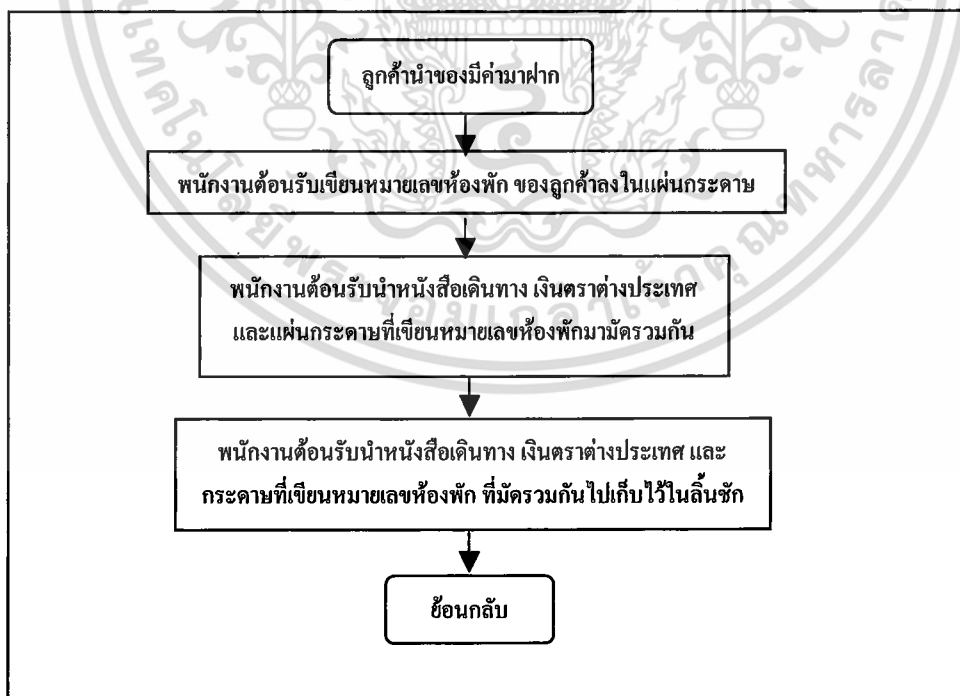 ลูกค้านำของมีค่ามาฝาก
พนักงานต้อนรับเขียนหมายเลขห้องพัก ของลูกค้าลงในแผ่นกระดาษ
พนักงานต้อนรับนำหนังสือเดินทาง เงินตราต่างประเทศ
และแผ่นกระดาษที่เขียนหมายเลขห้องพักมามัดรวมกัน
พนักงานต้อนรับนำหนังสือเดินทาง เงินตราต่างประเทศ และ
กระดาษที่เขียนหมายเลขห้องพัก ที่มัดรวมกันไปเก็บไว้ในลิ้นชัก
ย้อนกลับ